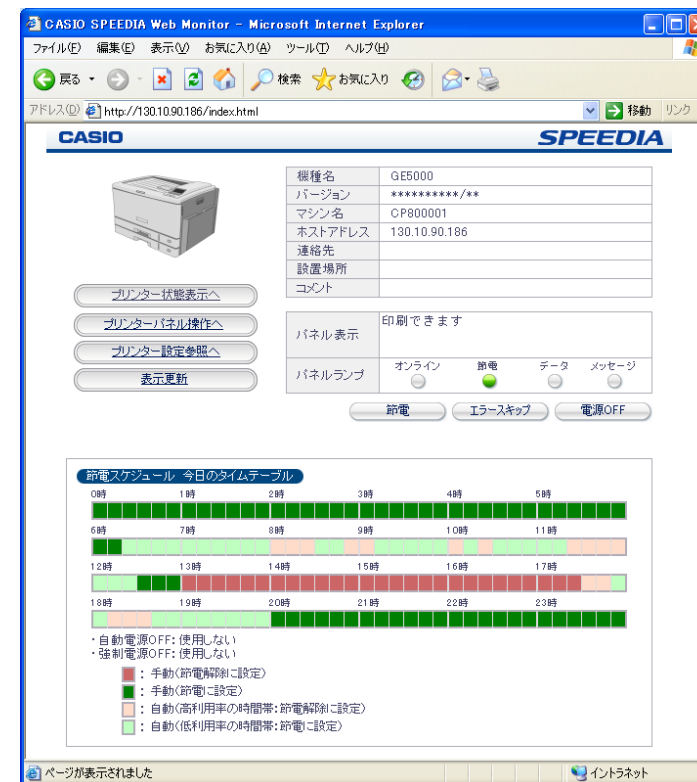 CASIO SPEEDIA Web Monitor - Microsoft Internet Explorer
ファイル(F) 編集(E) 表示(V) お気に入り(A) ツール(T) ヘルプ(H)
戻る 検索 お気に入り
アドレス(D) http://130.10.90.186/index.html 移動 リンク
CASIO SPEEDIA
機種名 GE5000
バージョン **********/**
マシン名 CP800001
ホストアドレス 130.10.90.186
連絡先
設置場所
コメント
プリンター状態表示へ
プリンターパネル操作へ
プリンター設定参照へ
表示更新
パネル表示 印刷できます
パネルランプ オンライン 節電 データ メッセージ
節電 エラースキップ 電源OFF
節電スケジュール 今日のタイムテーブル
0時 1時 2時 3時 4時 5時
6時 7時 8時 9時 10時 11時
12時 13時 14時 15時 16時 17時
18時 19時 20時 21時 22時 23時
・自動電源OFF:使用しない
・強制電源OFF:使用しない
：手動(節電解除に設定)
：手動(節電に設定)
：自動(高利用率の時間帯:節電解除に設定)
：自動(低利用率の時間帯:節電に設定)
ページが表示されました イントラネット